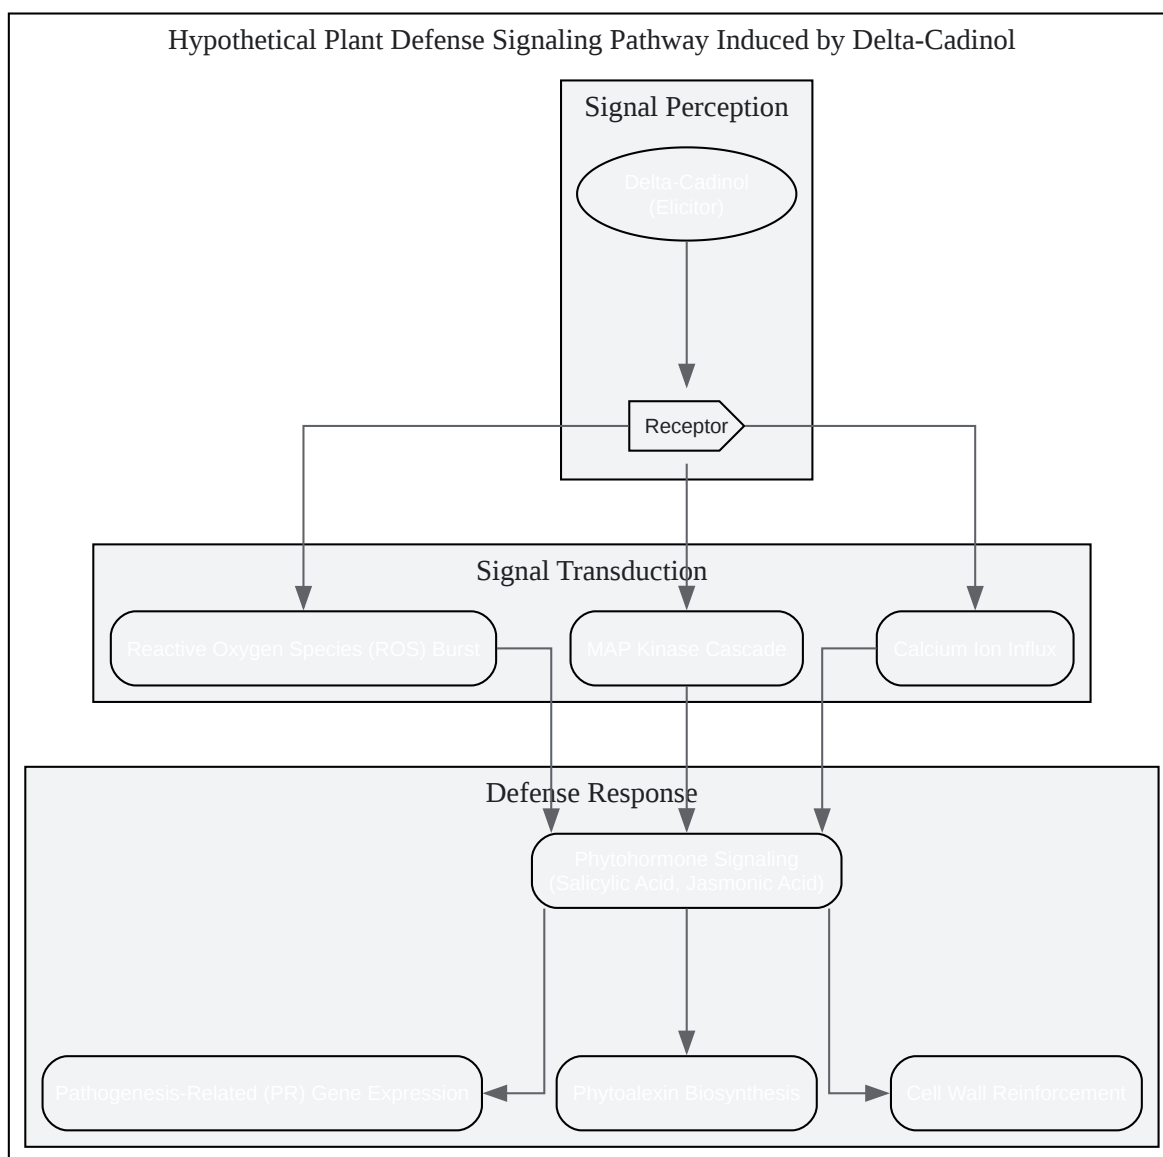 Hypothetical Plant Defense Signaling Pathway Induced by Delta-Cadinol
Signal Perception
Delta-Cadinol
(Elicitor)
Receptor
Signal Transduction
Reactive Oxygen Species (ROS) Burst
MAP Kinase Cascade
Calcium Ion Influx
Defense Response
Phytohormone Signaling
(Salicylic Acid, Jasmonic Acid)
Pathogenesis-Related (PR) Gene Expression
Phytoalexin Biosynthesis
Cell Wall Reinforcement